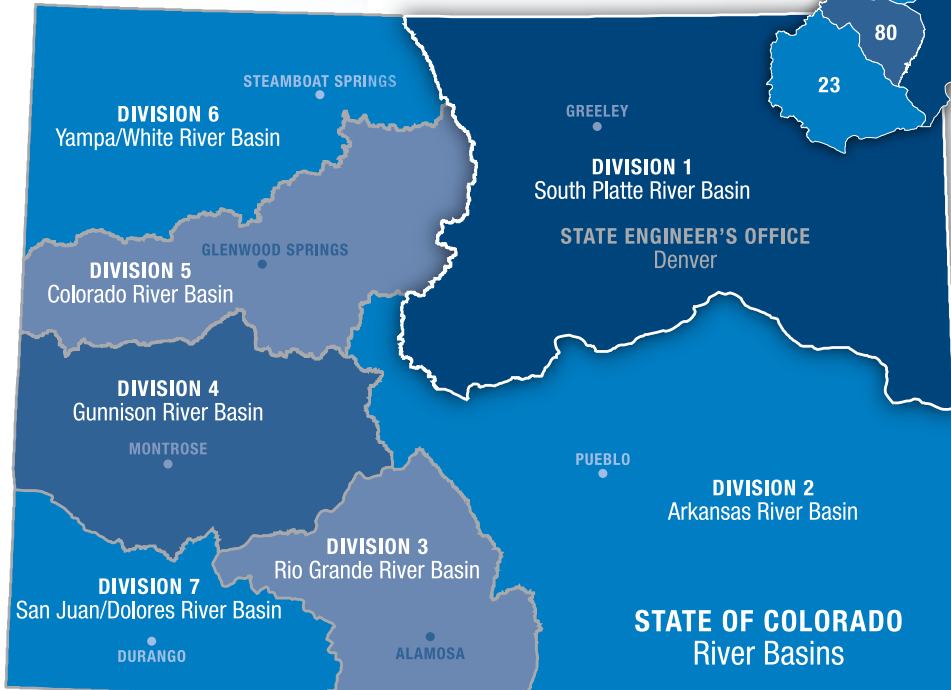 80
23
STEAMBOAT SPRINGS
DIVISION 6
Yampa/White River Basin
GREELEY
DIVISION 1
South Platte River Basin
STATE ENGINEER'S OFFICE
Denver
GLENWOOD SPRINGS
DIVISION 5
Colorado River Basin
DIVISION 4
Gunnison River Basin
MONTROSE
PUEBLO
DIVISION 2
Arkansas River Basin
DIVISION 3
Rio Grande River Basin
DIVISION 7
San Juan/Dolores River Basin
DURANGO
ALAMOSA
STATE OF COLORADO
River Basins